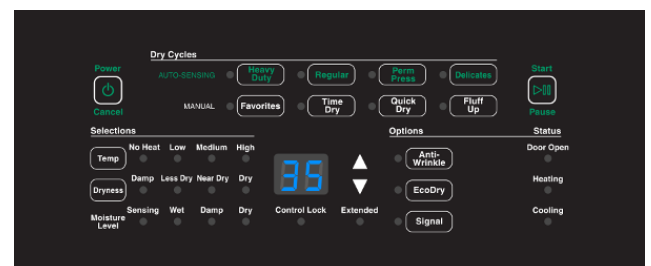 Dry Cycles
Power
Cancel
AUTO-SENSING
Heavy
Duty
Regular
Perm
Press
Delicates
Start
Pause
MANUAL
Favorites
Time
Dry
Quick
Dry
Fluff
Up
Selections
Options
Status
Temp
No Heat Low Medium High
Dryness
Damp Less Dry Near Dry Dry
Moisture
Level
Sensing Wet Damp Dry
35
Control Lock
Extended
Anti-
Wrinkle
EcoDry
Signal
Door Open
Heating
Cooling